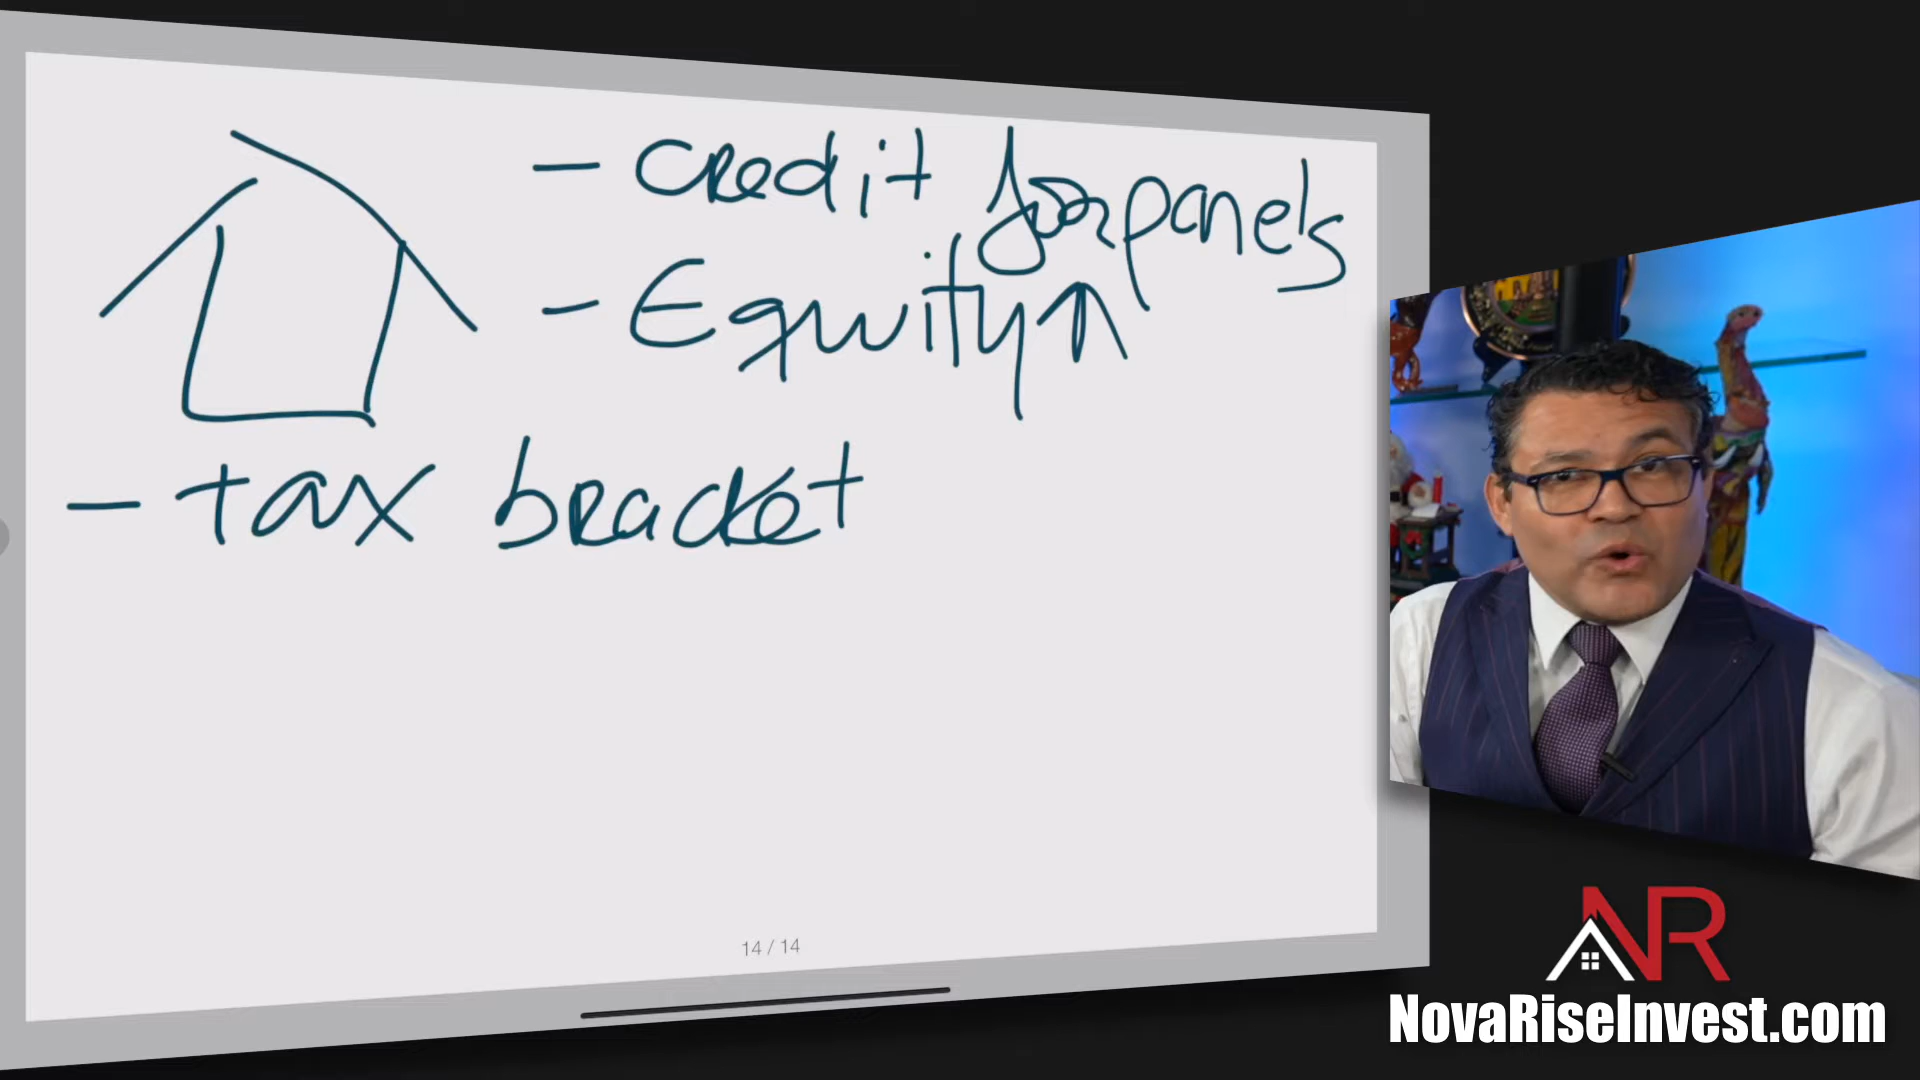 - credit for panels
- Equity↑
- tax bracket
14 / 14
NR
NovaRiseInvest.com